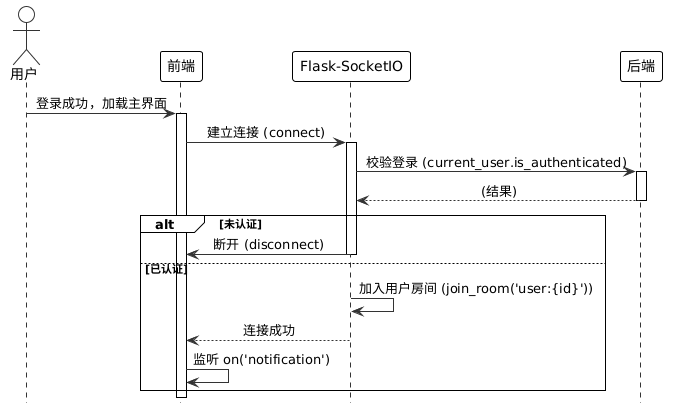 用户
前端
Flask-SocketIO
后端
登录成功，加载主界面
建立连接 (connect)
校验登录 (current_user.is_authenticated)
(结果)
alt
[未认证]
断开 (disconnect)
[已认证]
加入用户房间 (join_room('user:{id}'))
连接成功
监听 on('notification')